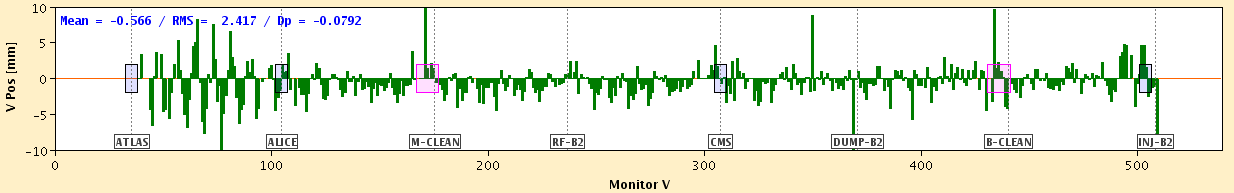 Mean = -0.566 / RMS = 2.417 / Dp = -0.0792
V Pos [mm]
10
5
0
-5
-10
ATLAS ALICE M-CLEAN RF-B2 CMS DUMP-B2 B-CLEAN INJ-B2
0 100 200 300 400 500
Monitor V